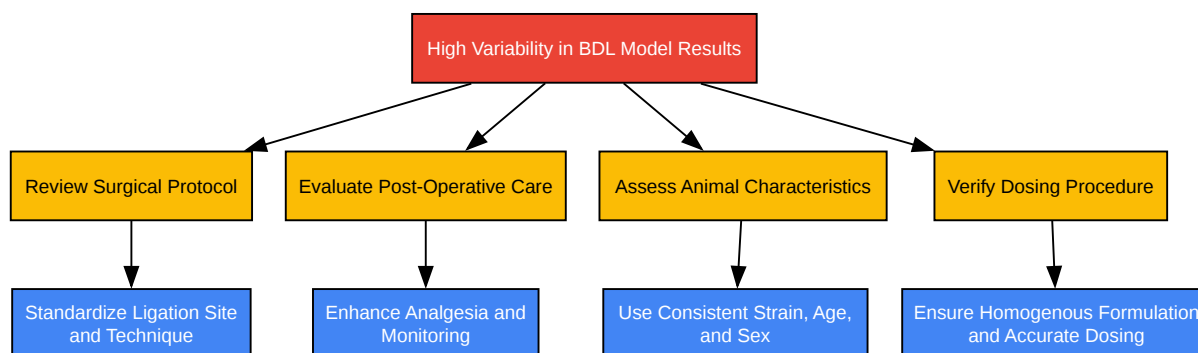 High Variability in BDL Model Results
Review Surgical Protocol
Evaluate Post-Operative Care
Assess Animal Characteristics
Verify Dosing Procedure
Standardize Ligation Site
and Technique
Enhance Analgesia and
Monitoring
Use Consistent Strain, Age,
and Sex
Ensure Homogenous Formulation
and Accurate Dosing